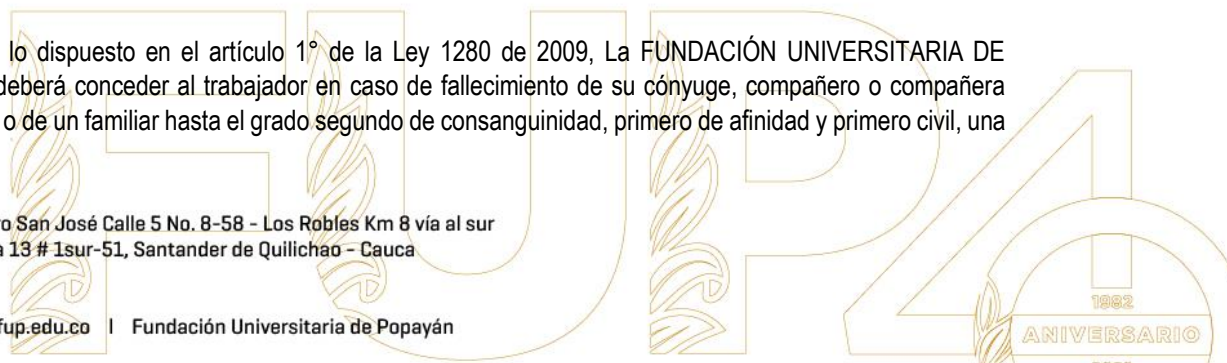 lo dispuesto en el artículo 1° de la Ley 1280 de 2009, La FUNDACIÓN UNIVERSITARIA DE
deberá conceder al trabajador en caso de fallecimiento de su cónyuge, compañero o compañera
o de un familiar hasta el grado segundo de consanguinidad, primero de afinidad y primero civil, una
San José Calle 5 No. 8-58 - Los Robles Km 8 vía al sur
13 # 1sur-51, Santander de Quilichao - Cauca
fup.edu.co | Fundación Universitaria de Popayán
FUP 40
1982
ANIVERSARIO